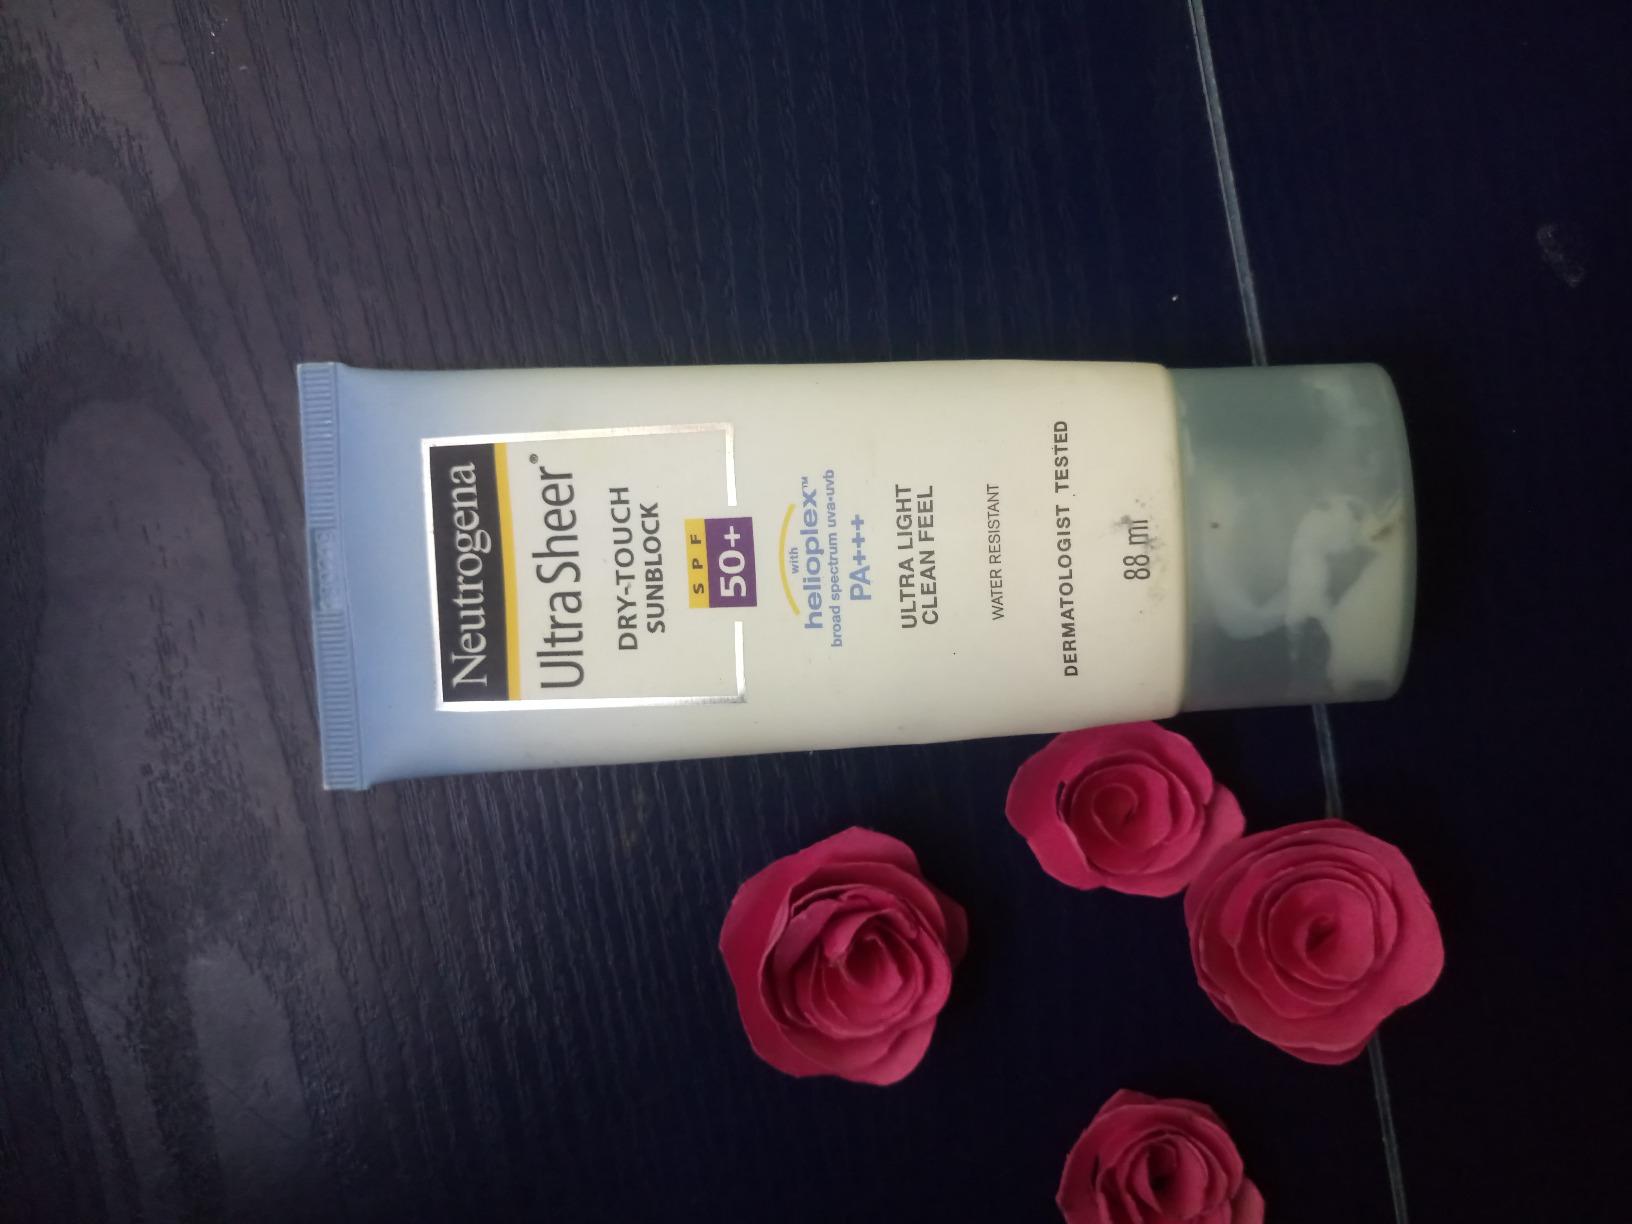 Neutrogena
Ultra Sheer®
DRY-TOUCH
SUNBLOCK
SPF
50+
with
helioplex™
broad spectrum uva•uvb
PA+++
ULTRA LIGHT
CLEAN FEEL
WATER RESISTANT
DERMATOLOGIST TESTED
88 ml